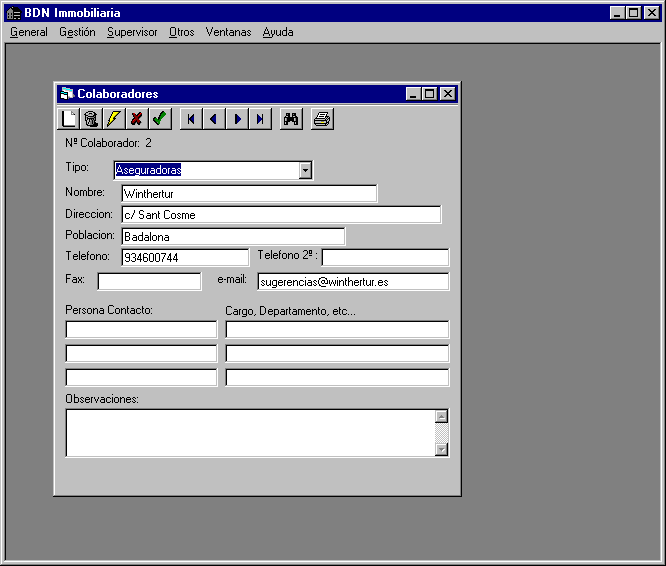 BDN Immobiliaria
General Gestión Supervisor Otros Ventanas Ayuda
Colaboradores
Nº Colaborador: 2
Tipo: Aseguradoras
Nombre: Winthertur
Direccion: c/ Sant Cosme
Poblacion: Badalona
Telefono: 934600744 Telefono 2º :
Fax: e-mail: sugerencias@winthertur.es
Persona Contacto: Cargo, Departamento, etc...
Observaciones: